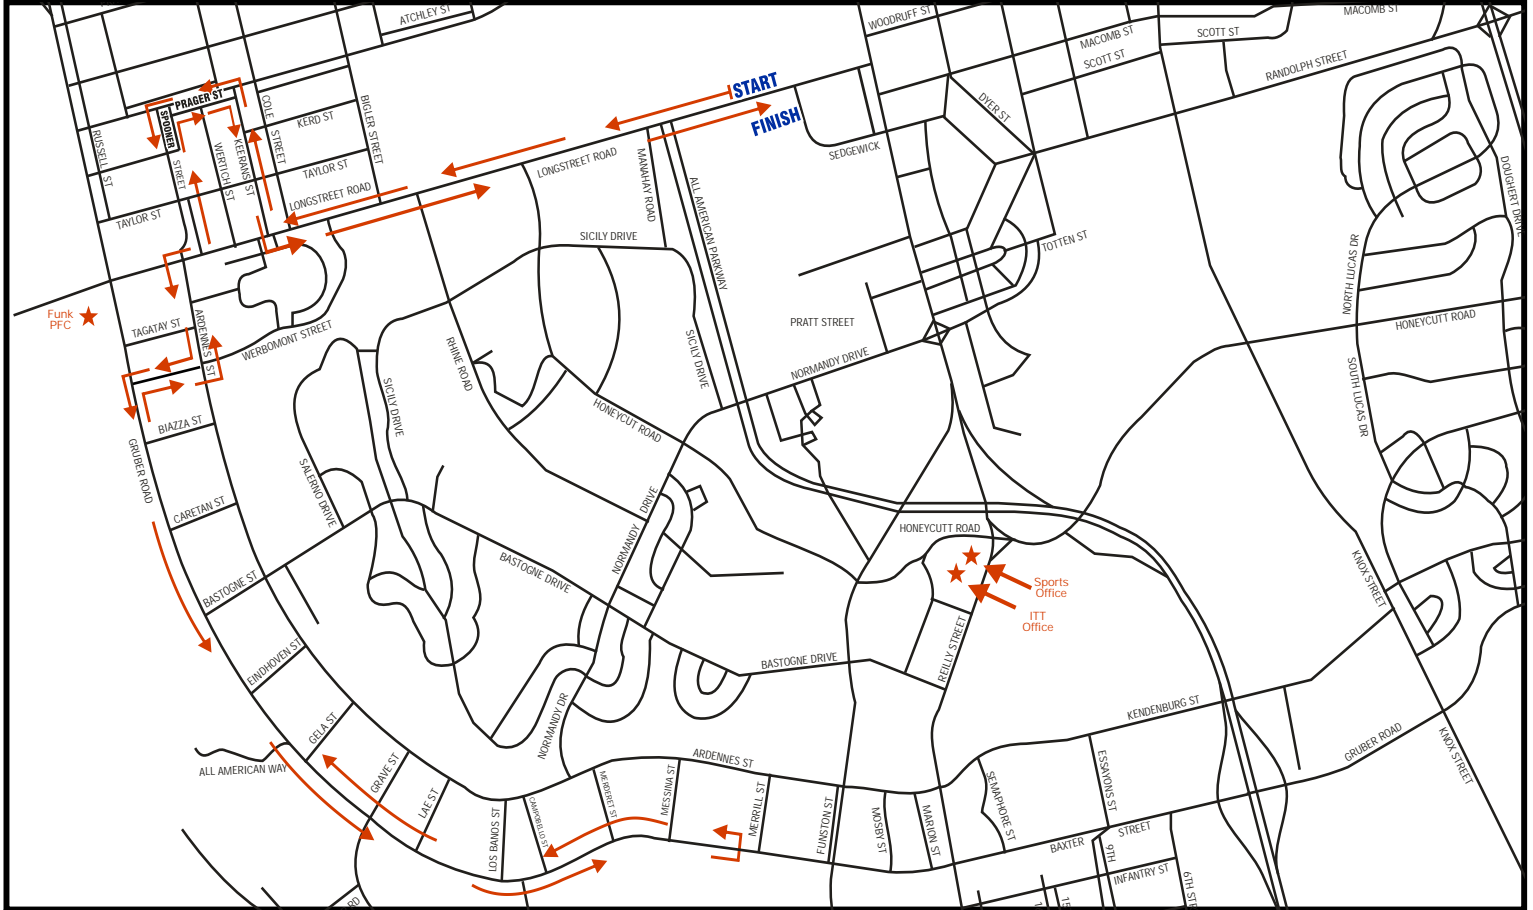 ATCHLEY ST
WOODRUFF ST
MACOMB ST
MACOMB ST
SCOTT ST
SCOTT ST
RANDOLPH STREET
START
FINISH
PRAGER ST
SPOONER
STREET
COLE STREET
KERD ST
BIGLER STREET
RUSSELL ST
WERTICH ST
KEERANS ST
TAYLOR ST
TAYLOR ST
LONGSTREET ROAD
LONGSTREET ROAD
MANAHAY ROAD
ALL AMERICAN PARKWAY
SEDGEWICK
DYER ST
DOUGHERT DRIVE
TOTTEN ST
SICILY DRIVE
NORTH LUCAS DR
HONEYCUTT ROAD
Funk
PFC
TAGATAY ST
ARDENNES ST
WERBOMONT STREET
PRATT STREET
NORMANDY DRIVE
RHINE ROAD
SICILY DRIVE
SICILY DRIVE
SOUTH LUCAS DR
HONEYCUT ROAD
BIAZZA ST
GRUBER ROAD
SALERNO DRIVE
CARETAN ST
NORMANDY DRIVE
HONEYCUTT ROAD
BASTOGNE ST
BASTOGNE DRIVE
Sports
Office
ITT
Office
KNOX STREET
EINDHOVEN ST
BASTOGNE DRIVE
REILLY STREET
GELA ST
NORMANDY DR
KENDENBURG ST
GRUBER ROAD
KNOX STREET
ALL AMERICAN WAY
GRAVE ST
LAE ST
LOS BANOS ST
CAMPOBELLO ST
MERDERET ST
MESSINA ST
ARDENNES ST
MERRILL ST
FUNSTON ST
MOSBY ST
MARION ST
SEMAPHORE ST
ESSAYONS ST
BAXTER
STREET
9TH
INFANTRY ST
6TH STR
RD